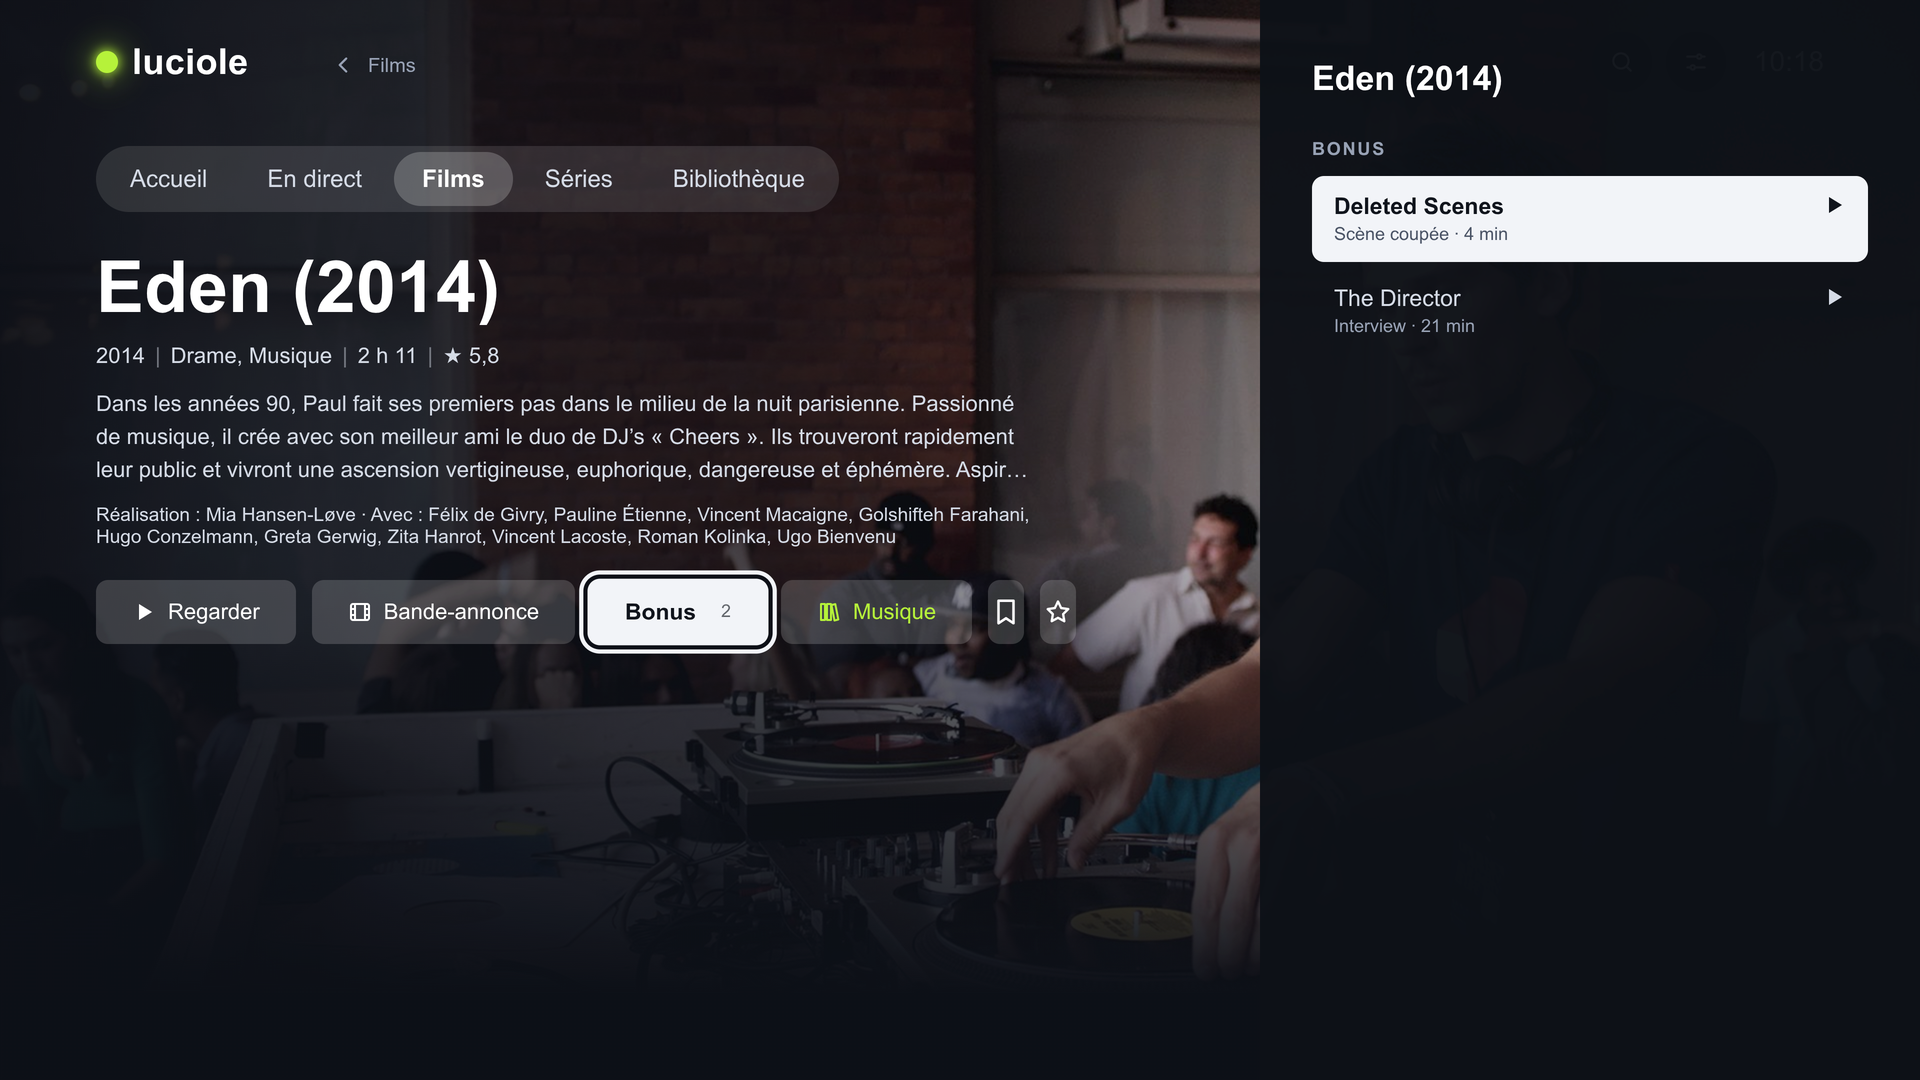 luciole
Films
10:18
Accueil
En direct
Films
Séries
Bibliothèque
Eden (2014)
2014 | Drame, Musique | 2 h 11 | ★ 5,8
Dans les années 90, Paul fait ses premiers pas dans le milieu de la nuit parisienne. Passionné
de musique, il crée avec son meilleur ami le duo de DJ’s « Cheers ». Ils trouveront rapidement
leur public et vivront une ascension vertigineuse, euphorique, dangereuse et éphémère. Aspir…
Réalisation : Mia Hansen-Løve · Avec : Félix de Givry, Pauline Étienne, Vincent Macaigne, Golshifteh Farahani,
Hugo Conzelmann, Greta Gerwig, Zita Hanrot, Vincent Lacoste, Roman Kolinka, Ugo Bienvenu
Regarder
Bande-annonce
Bonus 2
Musique
Eden (2014)
BONUS
Deleted Scenes
Scène coupée · 4 min
The Director
Interview · 21 min